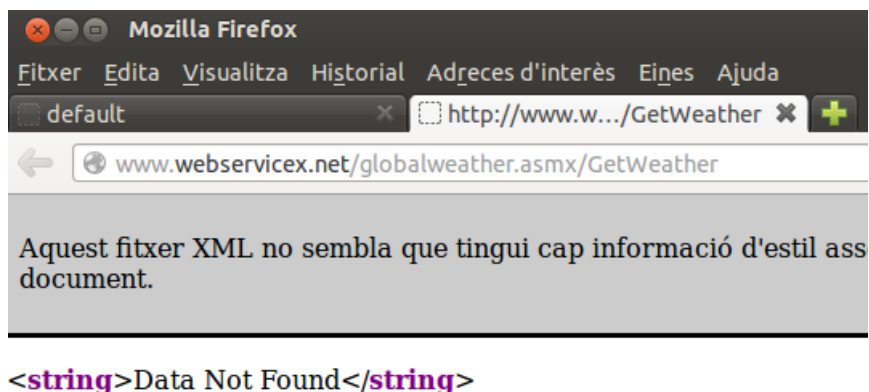 Mozilla Firefox
Fitxer Edita Visualitza Historial Adreces d'interès Eines Ajuda
default http://www.w.../GetWeather
www.webservicex.net/globalweather.asmx/GetWeather
Aquest fitxer XML no sembla que tingui cap informació d'estil ass
document.
<string>Data Not Found</string>